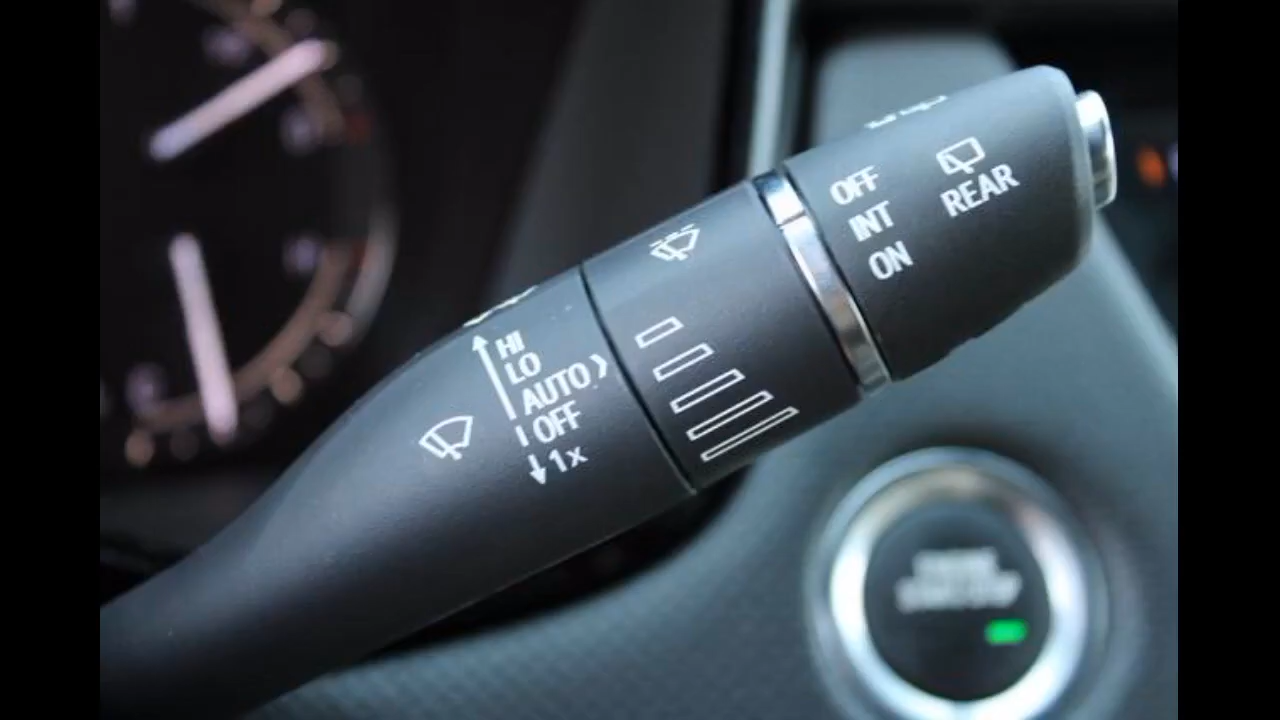 HI
LO
AUTO
OFF
1x
OFF
INT
ON
REAR